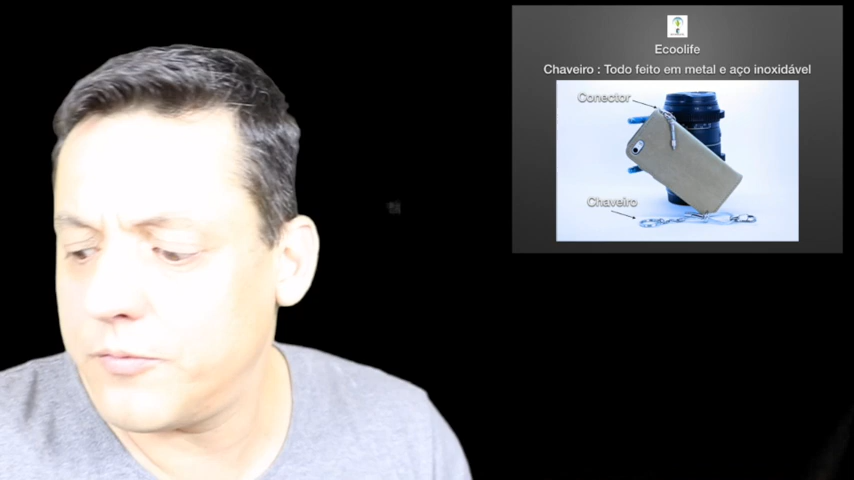 Ecoolife
Chaveiro : Todo feito em metal e aço inoxidável
Conector
Chaveiro